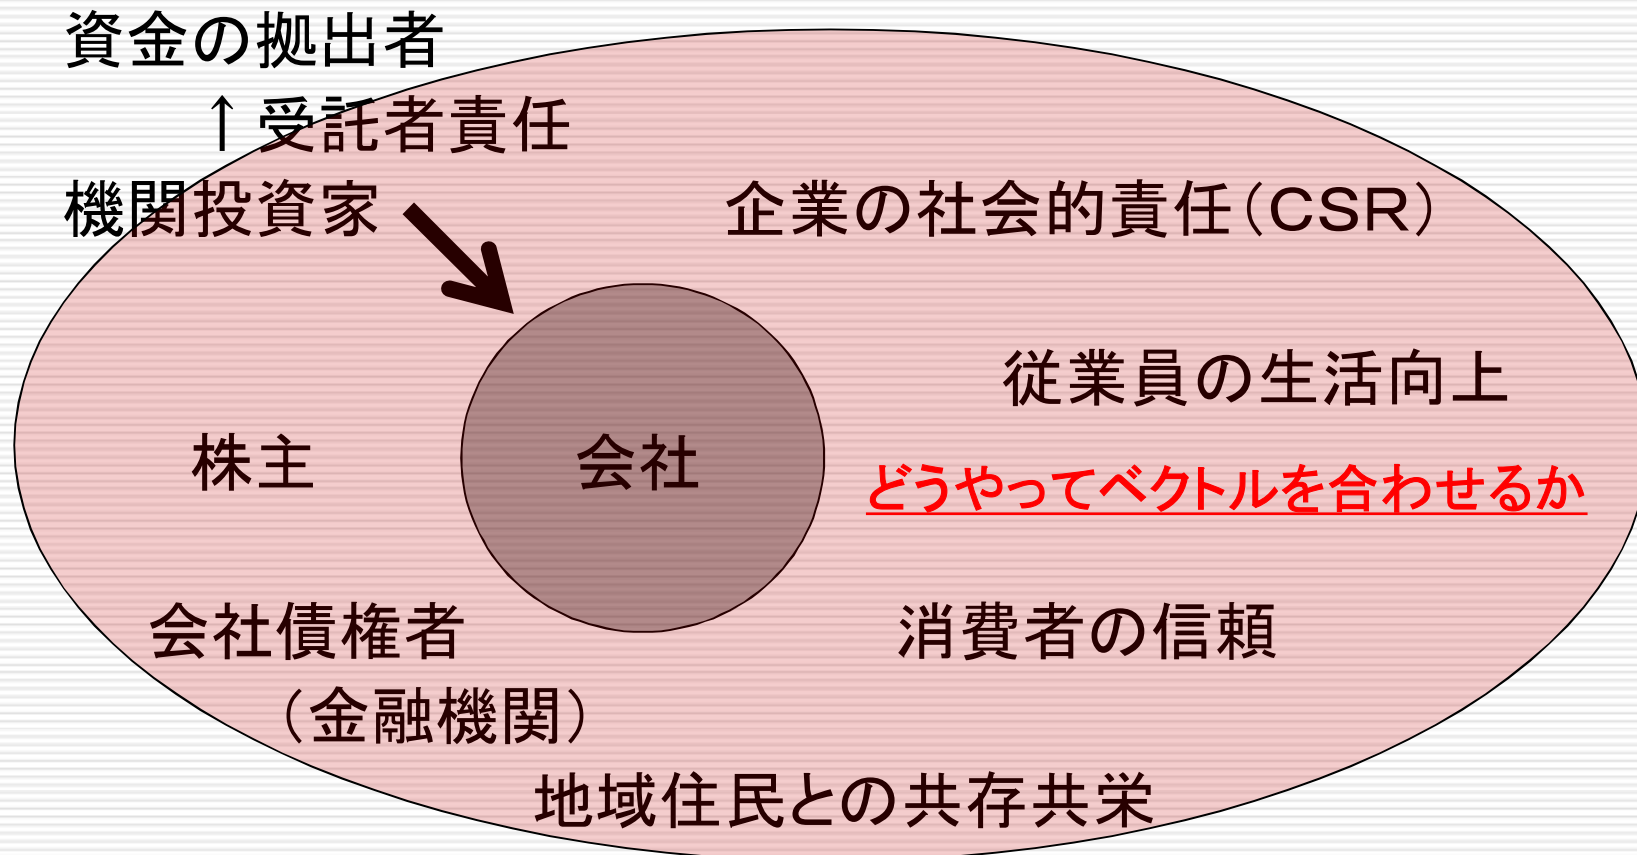 資金の拠出者
↑受託者責任
機関投資家
企業の社会的責任(CSR)
従業員の生活向上
株主
会社
どうやってベクトルを合わせるか
会社債権者
消費者の信頼
(金融機関)
地域住民との共存共栄